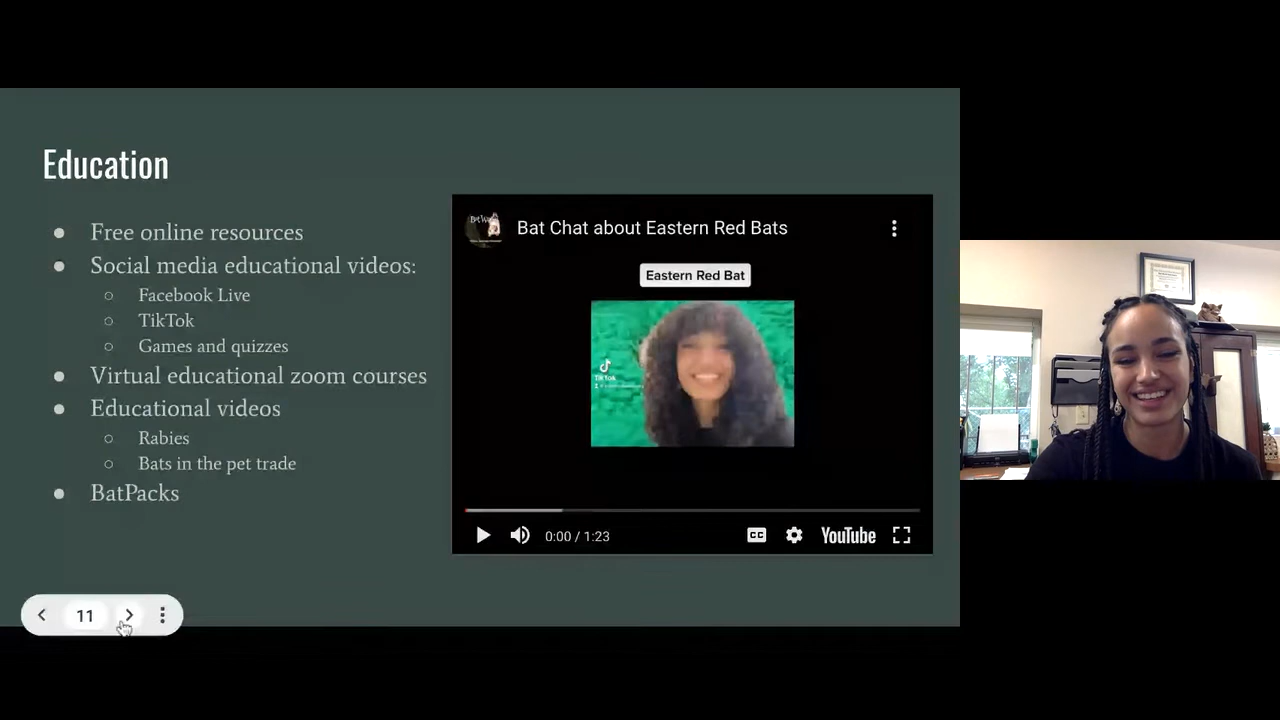 Education
Free online resources
Social media educational videos:
Facebook Live
TikTok
Games and quizzes
Virtual educational zoom courses
Educational videos
Rabies
Bats in the pet trade
BatPacks
Bat Chat about Eastern Red Bats
Eastern Red Bat
TikTok
0:00 / 1:23
CC
YouTube
11